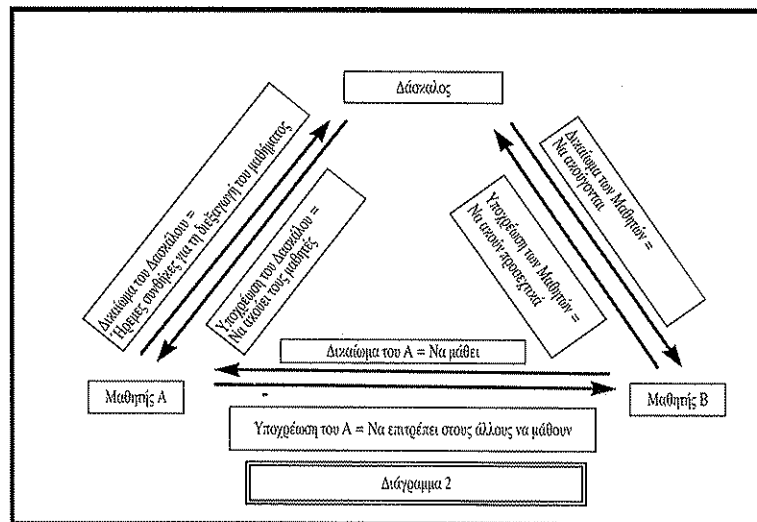 Δάσκαλος
Δικαίωμα του Δασκάλου =
Ήρεμες συνθήκες για τη διεξαγωγή του μαθήματος
Υποχρέωση του Δασκάλου =
Να ακούει τους μαθητές
Υποχρέωση των Μαθητών =
Να ακούν προσεχτικά
Δικαίωμα των Μαθητών =
Να ακούγονται
Δικαίωμα του Α = Να μάθει
Μαθητής Α
Μαθητής Β
Υποχρέωση του Α = Να επιτρέπει στους άλλους να μάθουν
Διάγραμμα 2